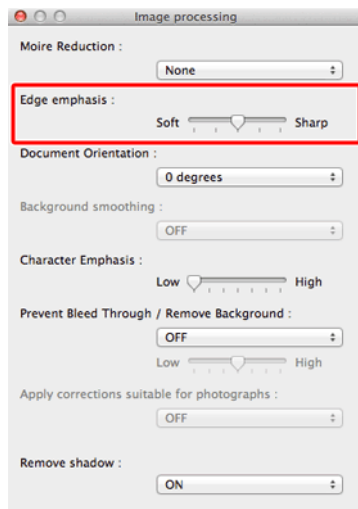 Image processing
Moire Reduction :
None
Edge emphasis :
Soft Sharp
Document Orientation :
0 degrees
Background smoothing :
OFF
Character Emphasis :
Low High
Prevent Bleed Through / Remove Background :
OFF
Low High
Apply corrections suitable for photographs :
OFF
Remove shadow :
ON